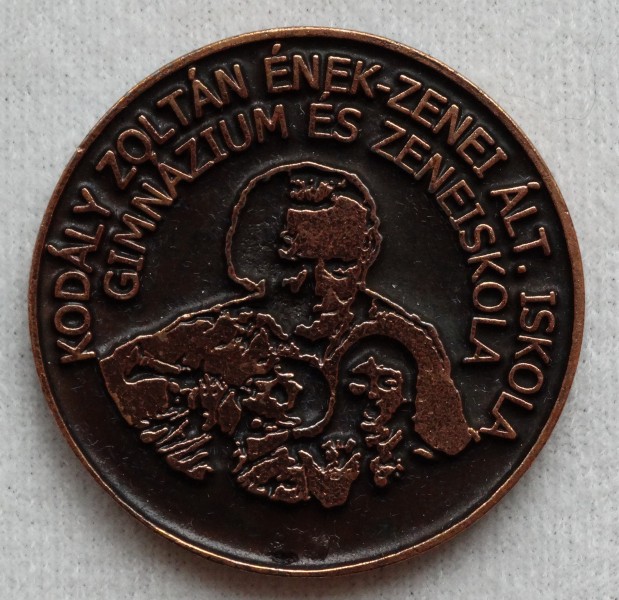 KODÁLY ZOLTÁN ÉNEK-ZENEI ÁLT. ISKOLA
GIMNÁZIUM ÉS ZENEISKOLA